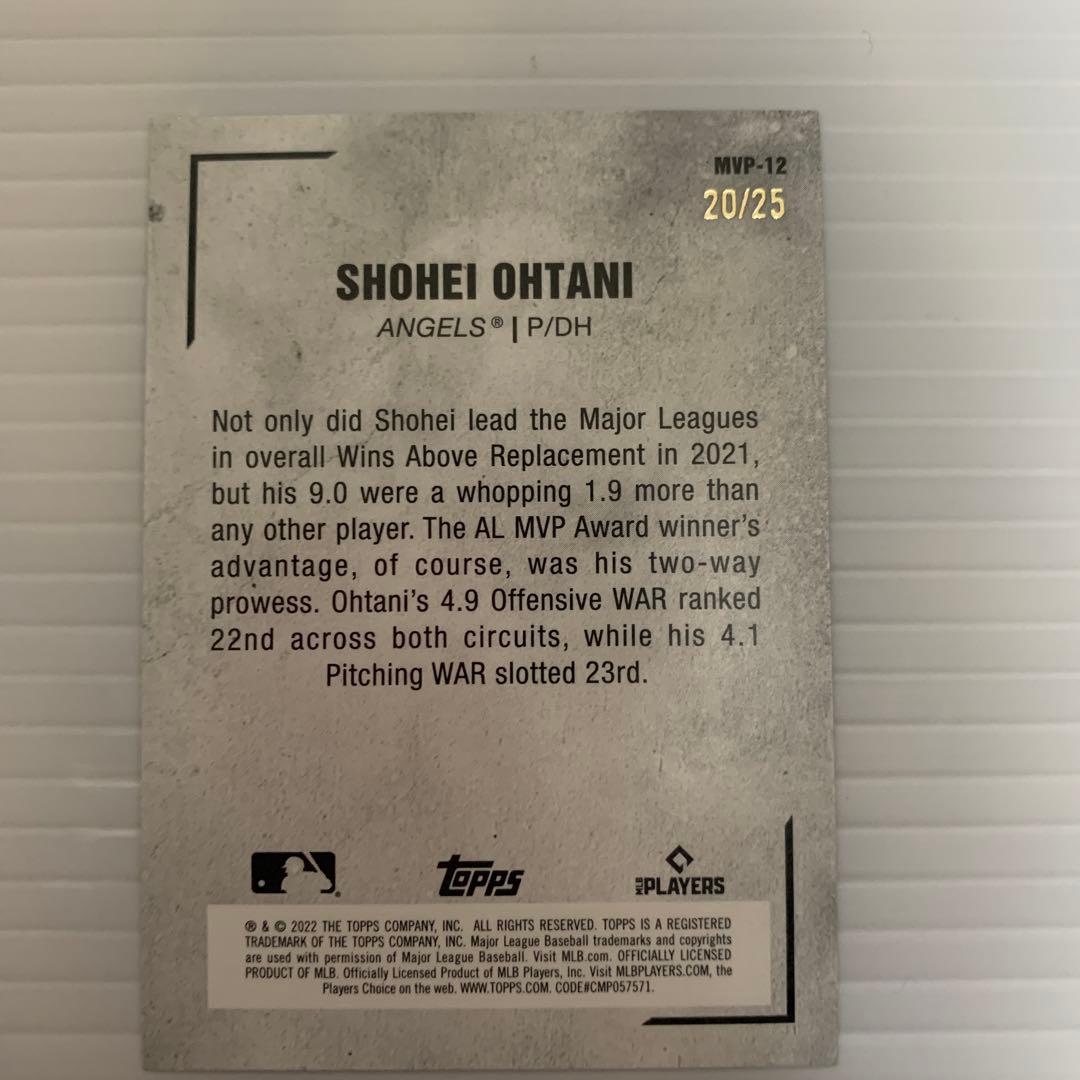 MVP-12
20/25
SHOHEI OHTANI
ANGELS® | P/DH
Not only did Shohei lead the Major Leagues
in overall Wins Above Replacement in 2021,
but his 9.0 were a whopping 1.9 more than
any other player. The AL MVP Award winner's
advantage, of course, was his two-way
prowess. Ohtani's 4.9 Offensive WAR ranked
22nd across both circuits, while his 4.1
Pitching WAR slotted 23rd.
TOPPS
MLB PLAYERS
® & © 2022 THE TOPPS COMPANY, INC. ALL RIGHTS RESERVED. TOPPS IS A REGISTERED
TRADEMARK OF THE TOPPS COMPANY, INC. Major League Baseball trademarks and copyrights
are used with permission of Major League Baseball. Visit MLB.com. OFFICIALLY LICENSED
PRODUCT OF MLB. Officially Licensed Product of MLB Players, Inc. Visit MLBPLAYERS.COM, the
Players Choice on the web. WWW.TOPPS.COM. CODE#CMP057571.